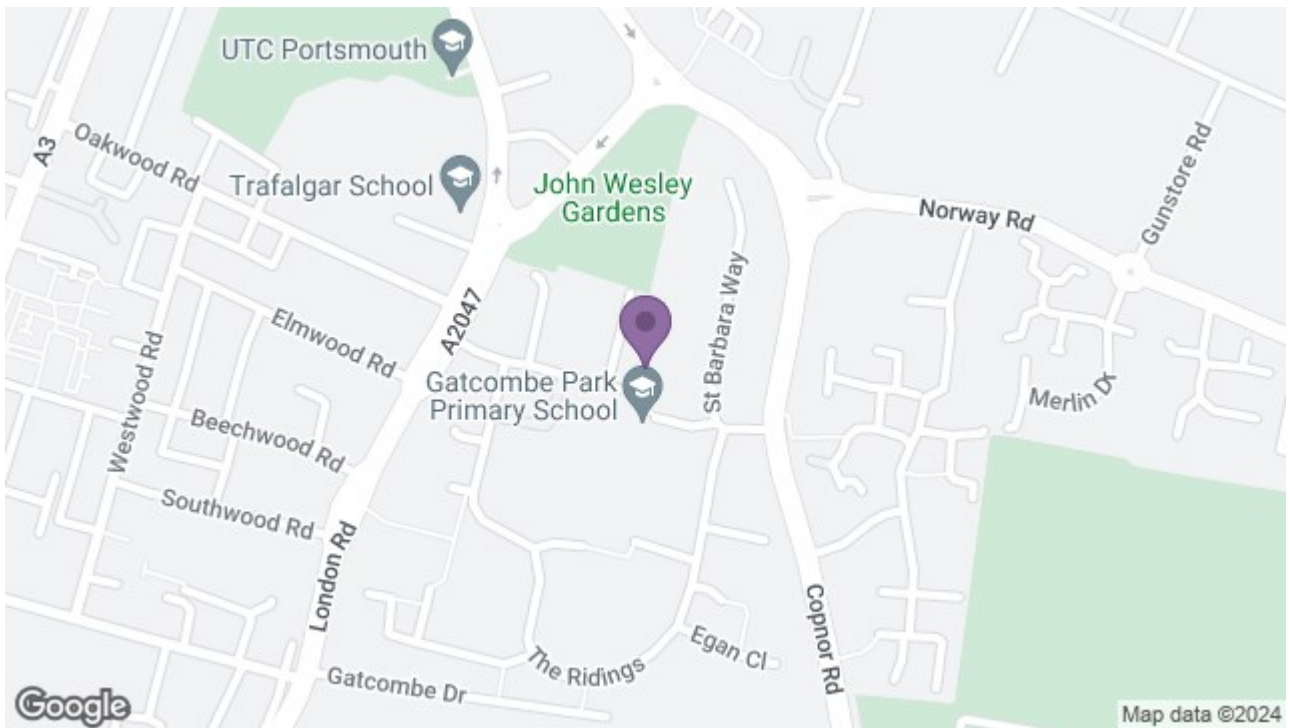 UTC Portsmouth
A3
Oakwood Rd
Trafalgar School
John Wesley
Gardens
Norway Rd
Gunstore Rd
A2047
Elmwood Rd
St Barbara Way
Westwood Rd
Gatcombe Park
Primary School
Merlin Dr
Beechwood Rd
Southwood Rd
London Rd
Copnor Rd
Egan Cl
The Ridings
Gatcombe Dr
Google
Map data ©2024